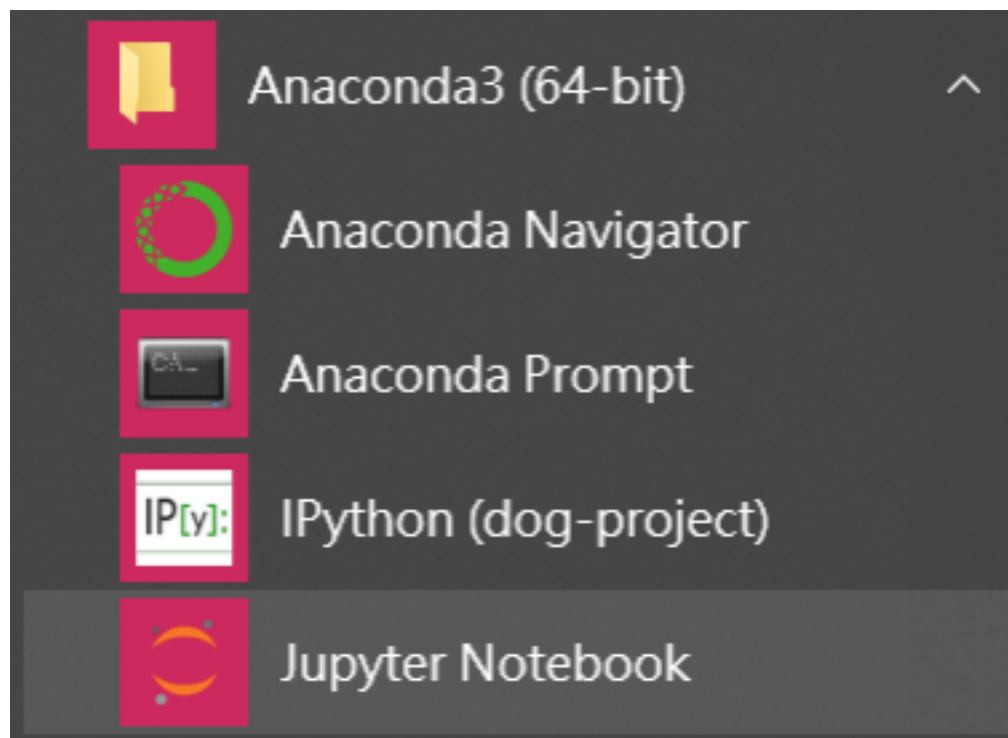 Anaconda3 (64-bit)
Anaconda Navigator
C:\_
Anaconda Prompt
IP[y]:
IPython (dog-project)
Jupyter Notebook